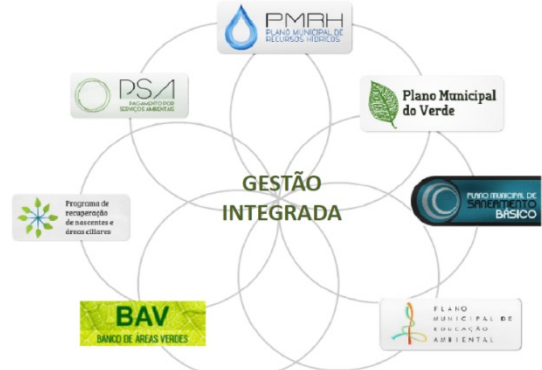 PMRH
PLANO MUNICIPAL DE
RECURSOS HÍDRICOS
PSA
PAGAMENTO POR
SERVIÇOS AMBIENTAIS
Plano Municipal
do Verde
GESTÃO
INTEGRADA
PLANO MUNICIPAL DE
SANEAMENTO
BÁSICO
Programa de
recuperação
de nascentes e
áreas ciliares
BAV
BANCO DE ÁREAS VERDES
PLANO
MUNICIPAL DE
EDUCAÇÃO
AMBIENTAL